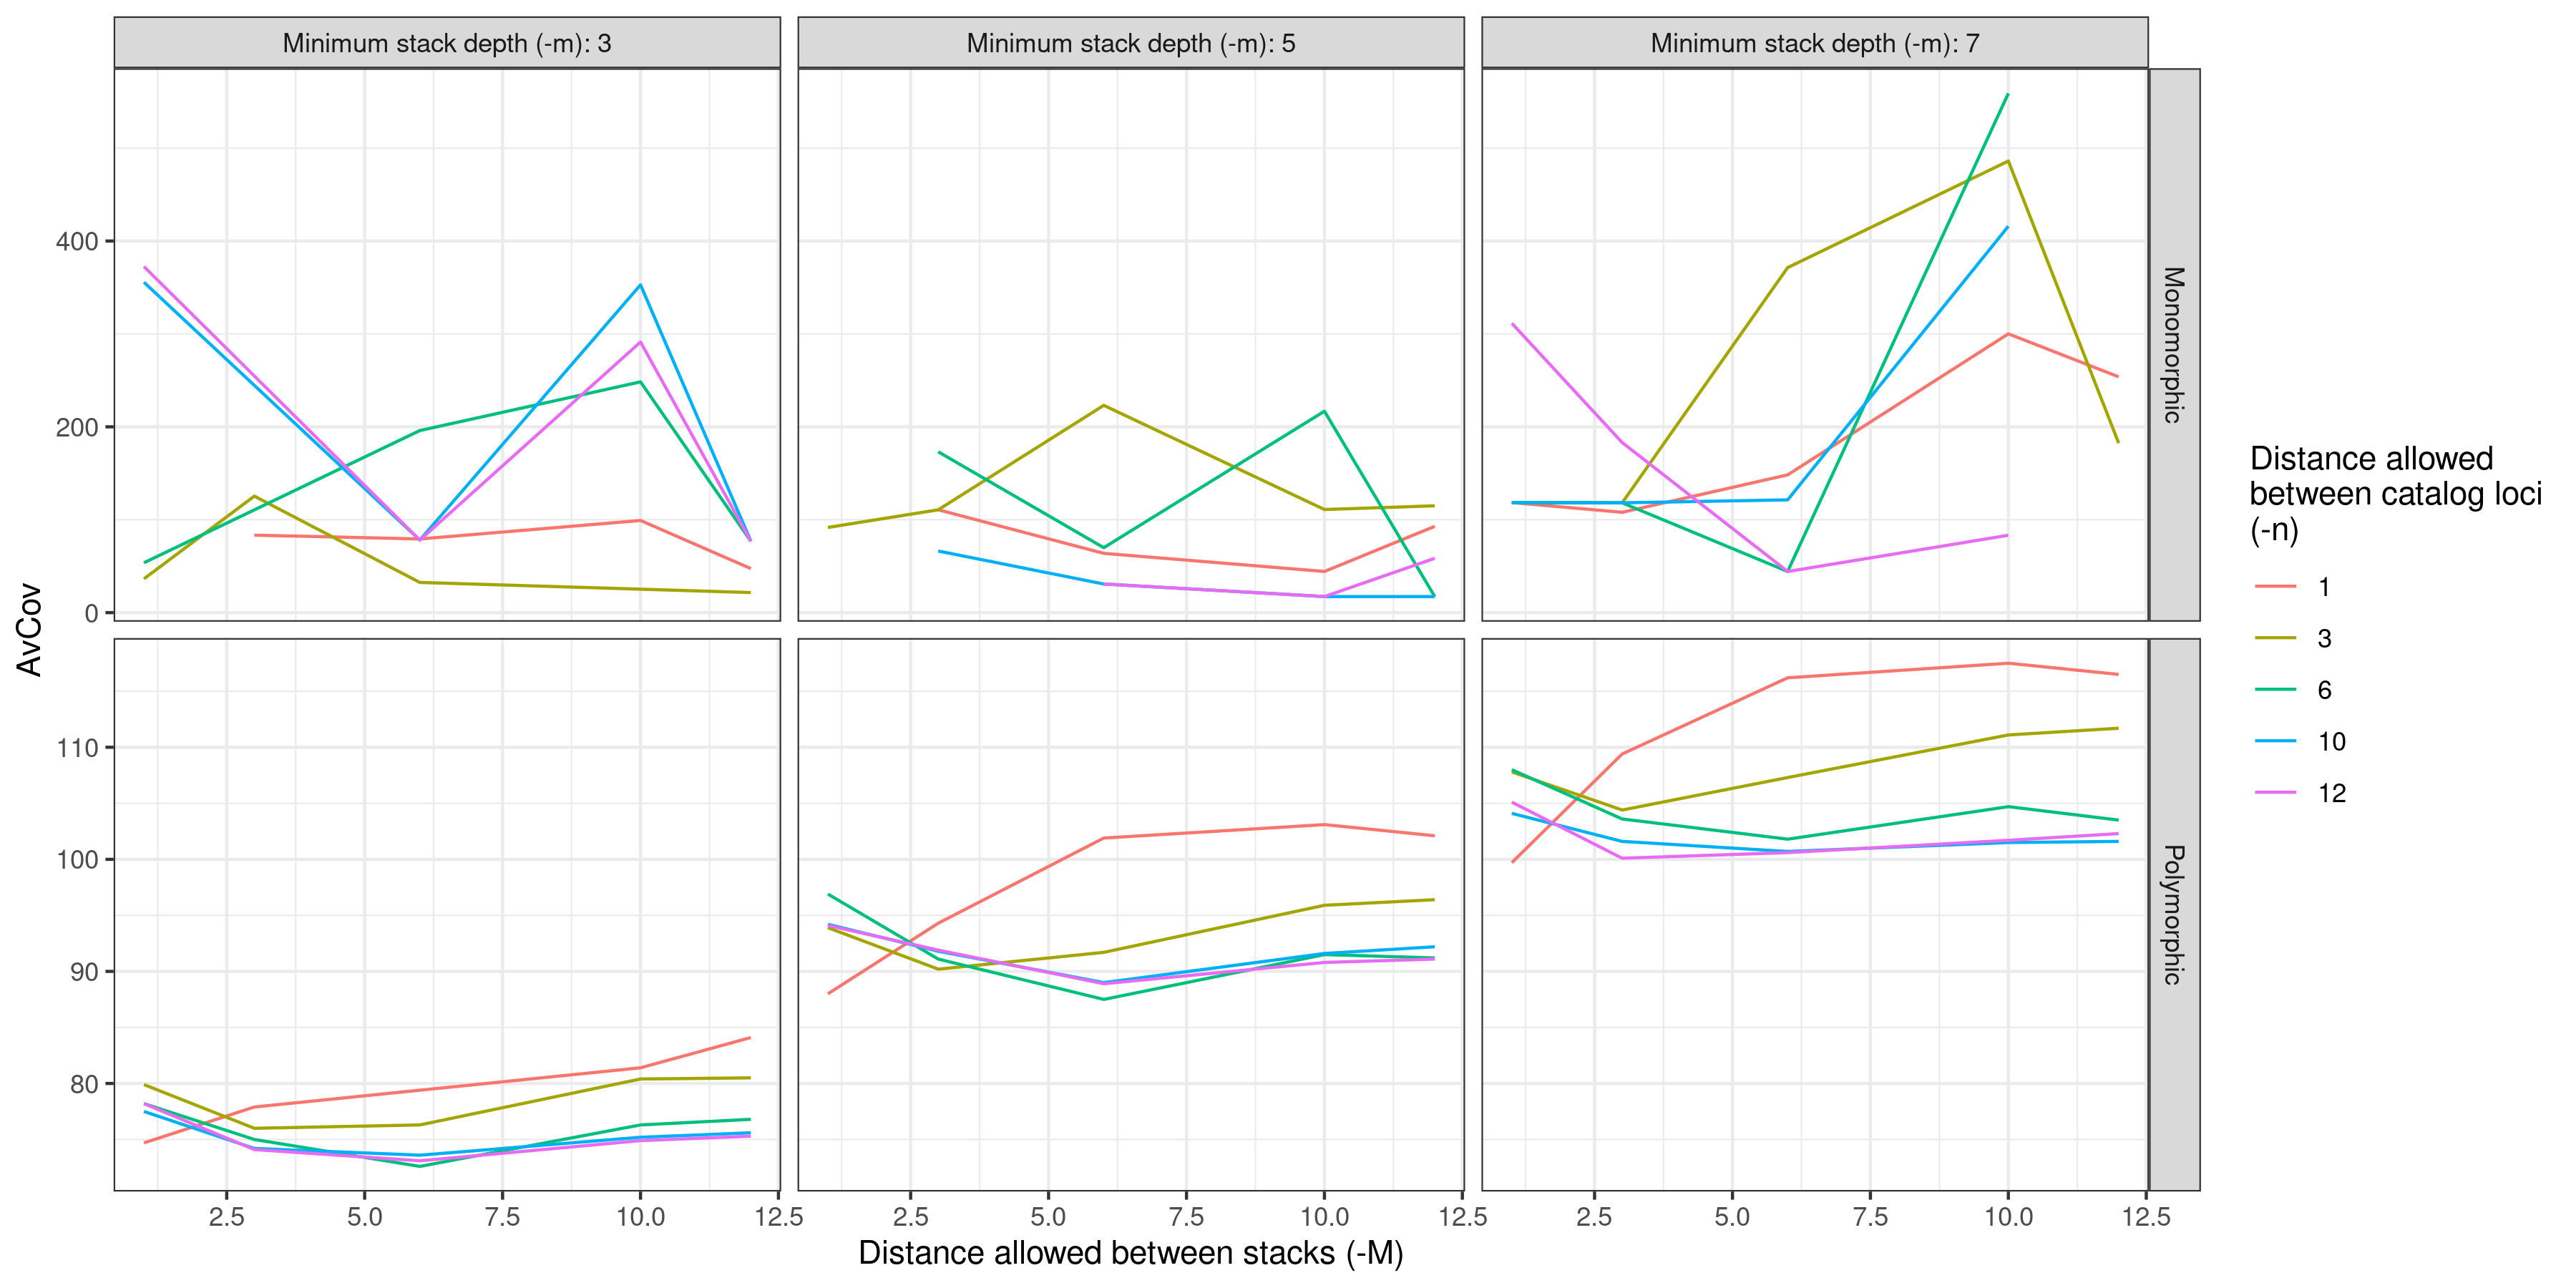 Minimum stack depth (-m): 3
Minimum stack depth (-m): 5
Minimum stack depth (-m): 7
Monomorphic
Polymorphic
AvCov
400
200
0
110
100
90
80
2.5 5.0 7.5 10.0 12.5
2.5 5.0 7.5 10.0 12.5
2.5 5.0 7.5 10.0 12.5
Distance allowed between stacks (-M)
Distance allowed
between catalog loci
(-n)
1
3
6
10
12